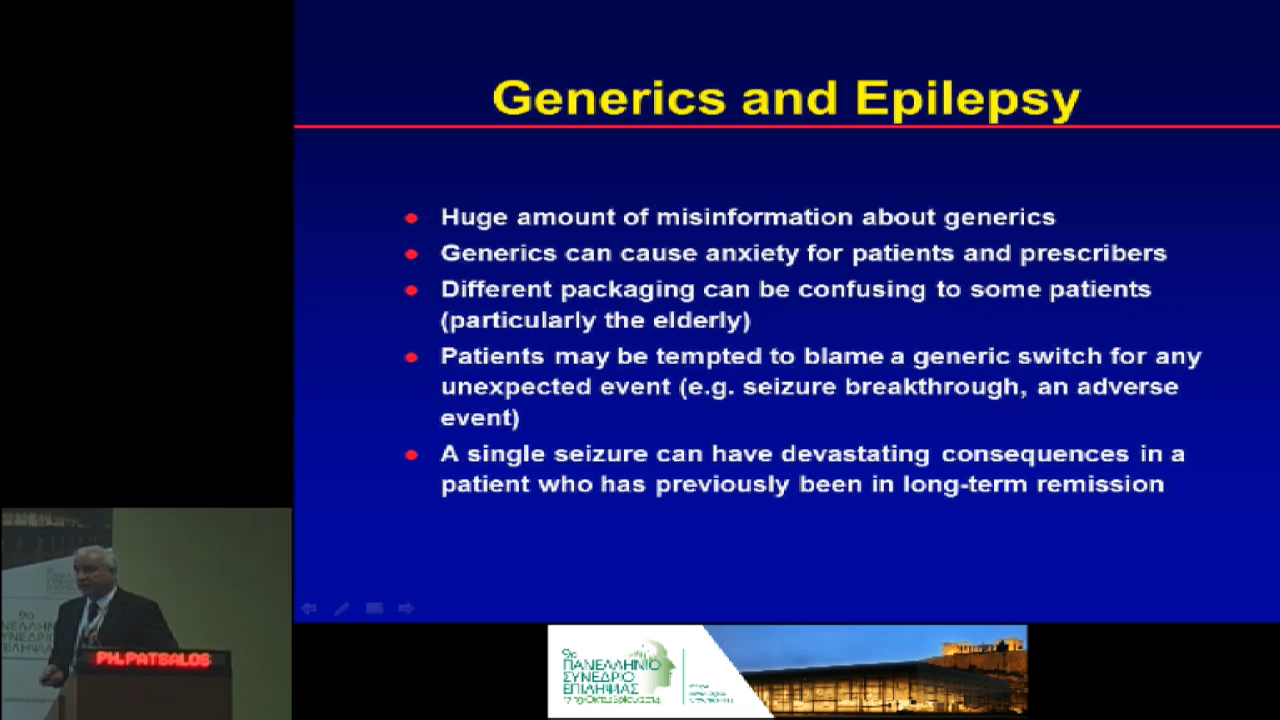 Generics and Epilepsy
Huge amount of misinformation about generics
Generics can cause anxiety for patients and prescribers
Different packaging can be confusing to some patients
(particularly the elderly)
Patients may be tempted to blame a generic switch for any
unexpected event (e.g. seizure breakthrough, an adverse
event)
A single seizure can have devastating consequences in a
patient who has previously been in long-term remission
PH.PATSALOS
9ο
ΠΑΝΕΛΛΗΝΙΟ
ΣΥΝΕΔΡΙΟ
ΕΠΙΛΗΨΙΑΣ